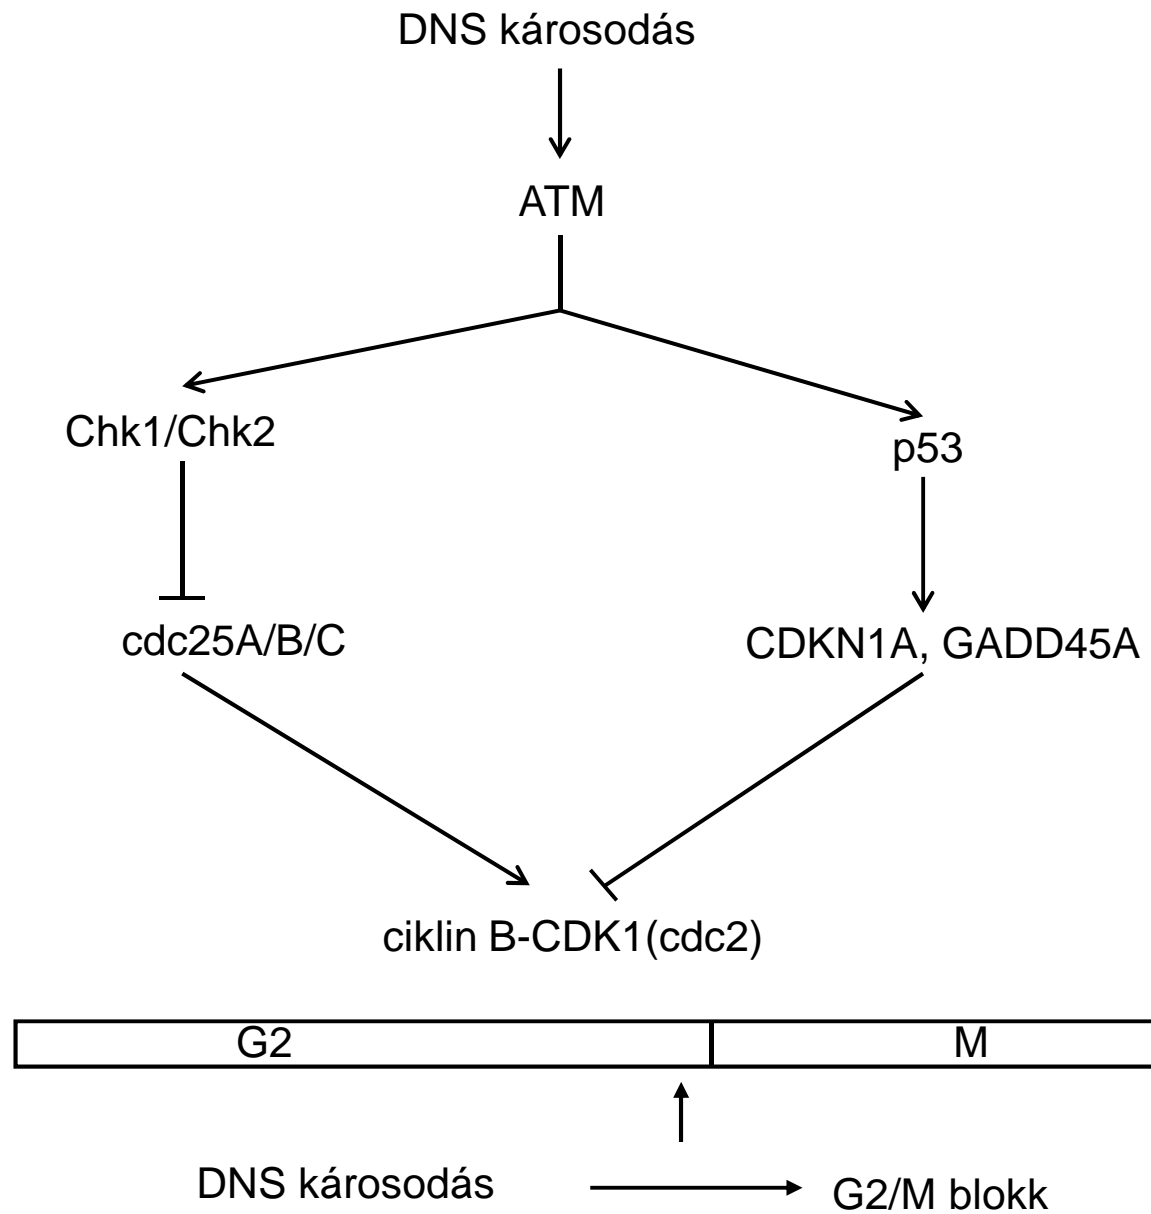 DNS károsodás
ATM
Chk1/Chk2
p53
cdc25A/B/C
CDKN1A, GADD45A
ciklin B-CDK1(cdc2)
G2
M
DNS károsodás
G2/M blokk